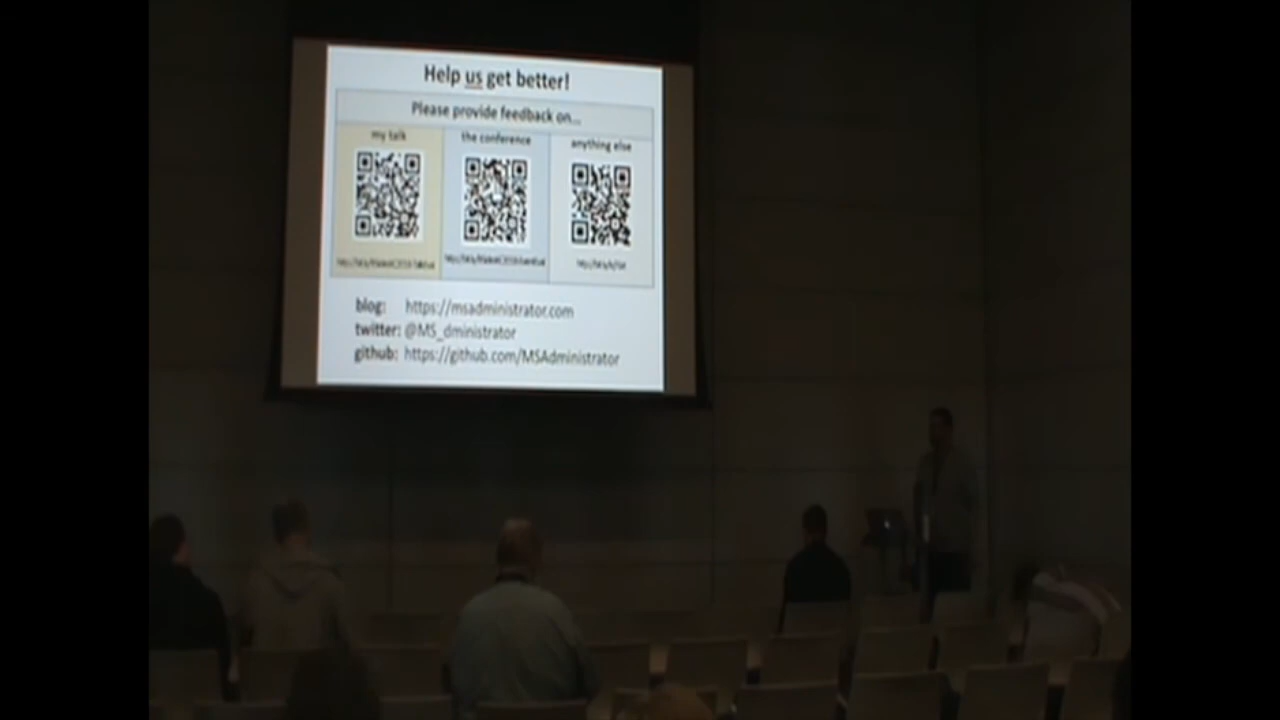 Help us get better!
Please provide feedback on...
my talk
the conference
anything else
blog: https://msadministrator.com
twitter: @MS_dministrator
github: https://github.com/MSAdministrator